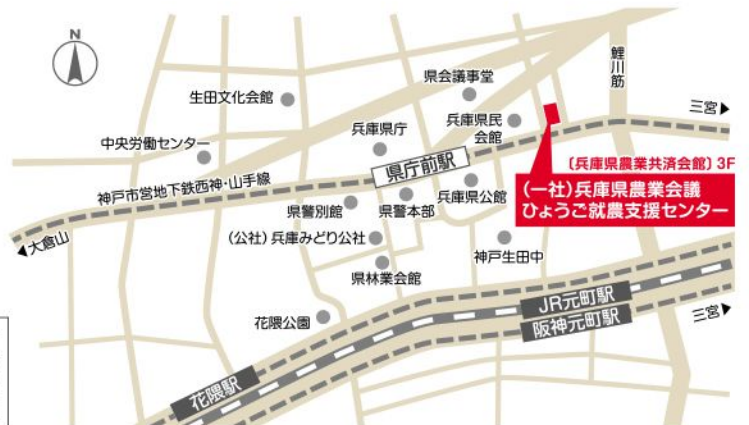 N
鯉川筋
県会議事堂
生田文化会館
三宮▶
兵庫県民
会館
兵庫県庁
中央労働センター
県庁前駅
〔兵庫県農業共済会館〕3F
(一社)兵庫県農業会議
ひょうご就農支援センター
神戸市営地下鉄西神・山手線
兵庫県公館
県警別館
県警本部
◀大倉山
(公社)兵庫みどり公社
神戸生田中
県林業会館
JR元町駅
花隈公園
阪神元町駅
三宮▶
花隈駅